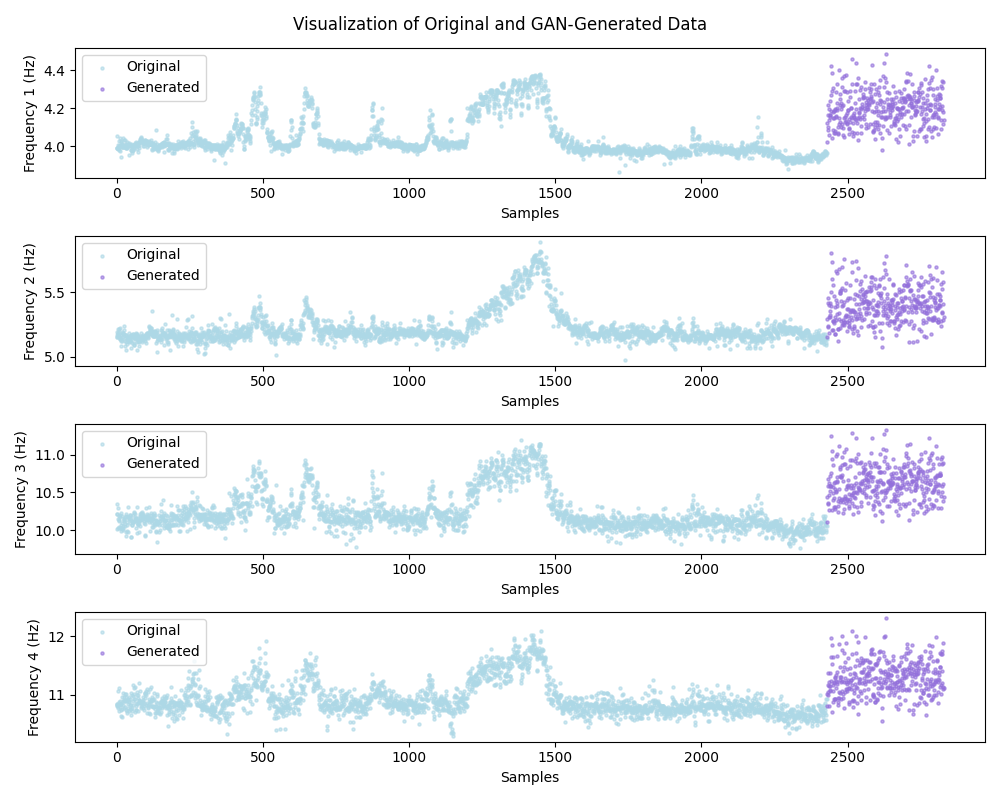 Visualization of Original and GAN-Generated Data
Frequency 1 (Hz)
4.4
4.2
4.0
Original
Generated
0 500 1000 1500 2000 2500
Samples
Frequency 2 (Hz)
5.5
5.0
Original
Generated
0 500 1000 1500 2000 2500
Samples
Frequency 3 (Hz)
11.0
10.5
10.0
Original
Generated
0 500 1000 1500 2000 2500
Samples
Frequency 4 (Hz)
12
11
Original
Generated
0 500 1000 1500 2000 2500
Samples